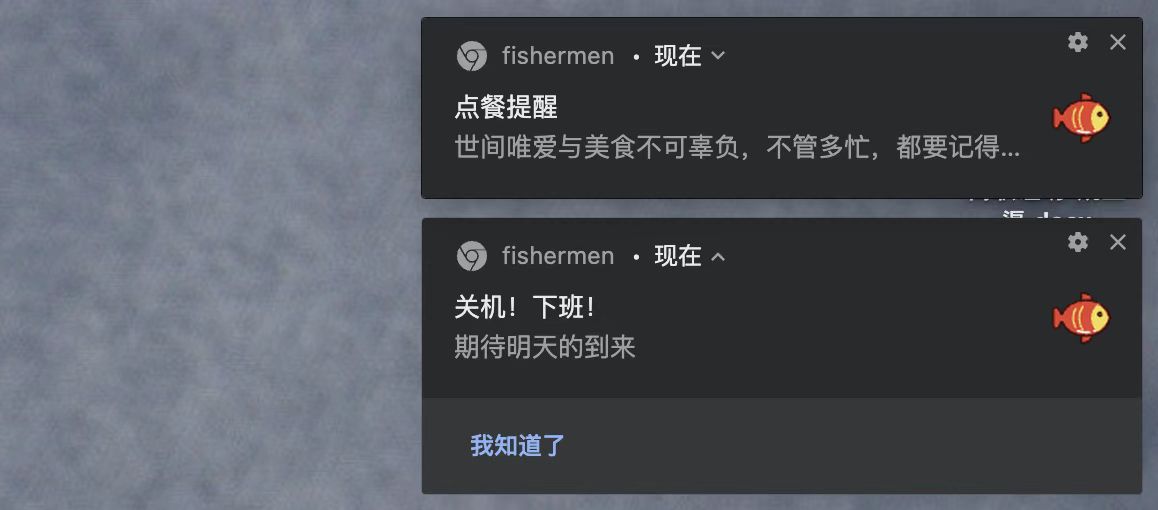 fishermen • 现在
点餐提醒
世间唯爱与美食不可辜负，不管多忙，都要记得...
fishermen • 现在
关机！下班！
期待明天的到来
我知道了